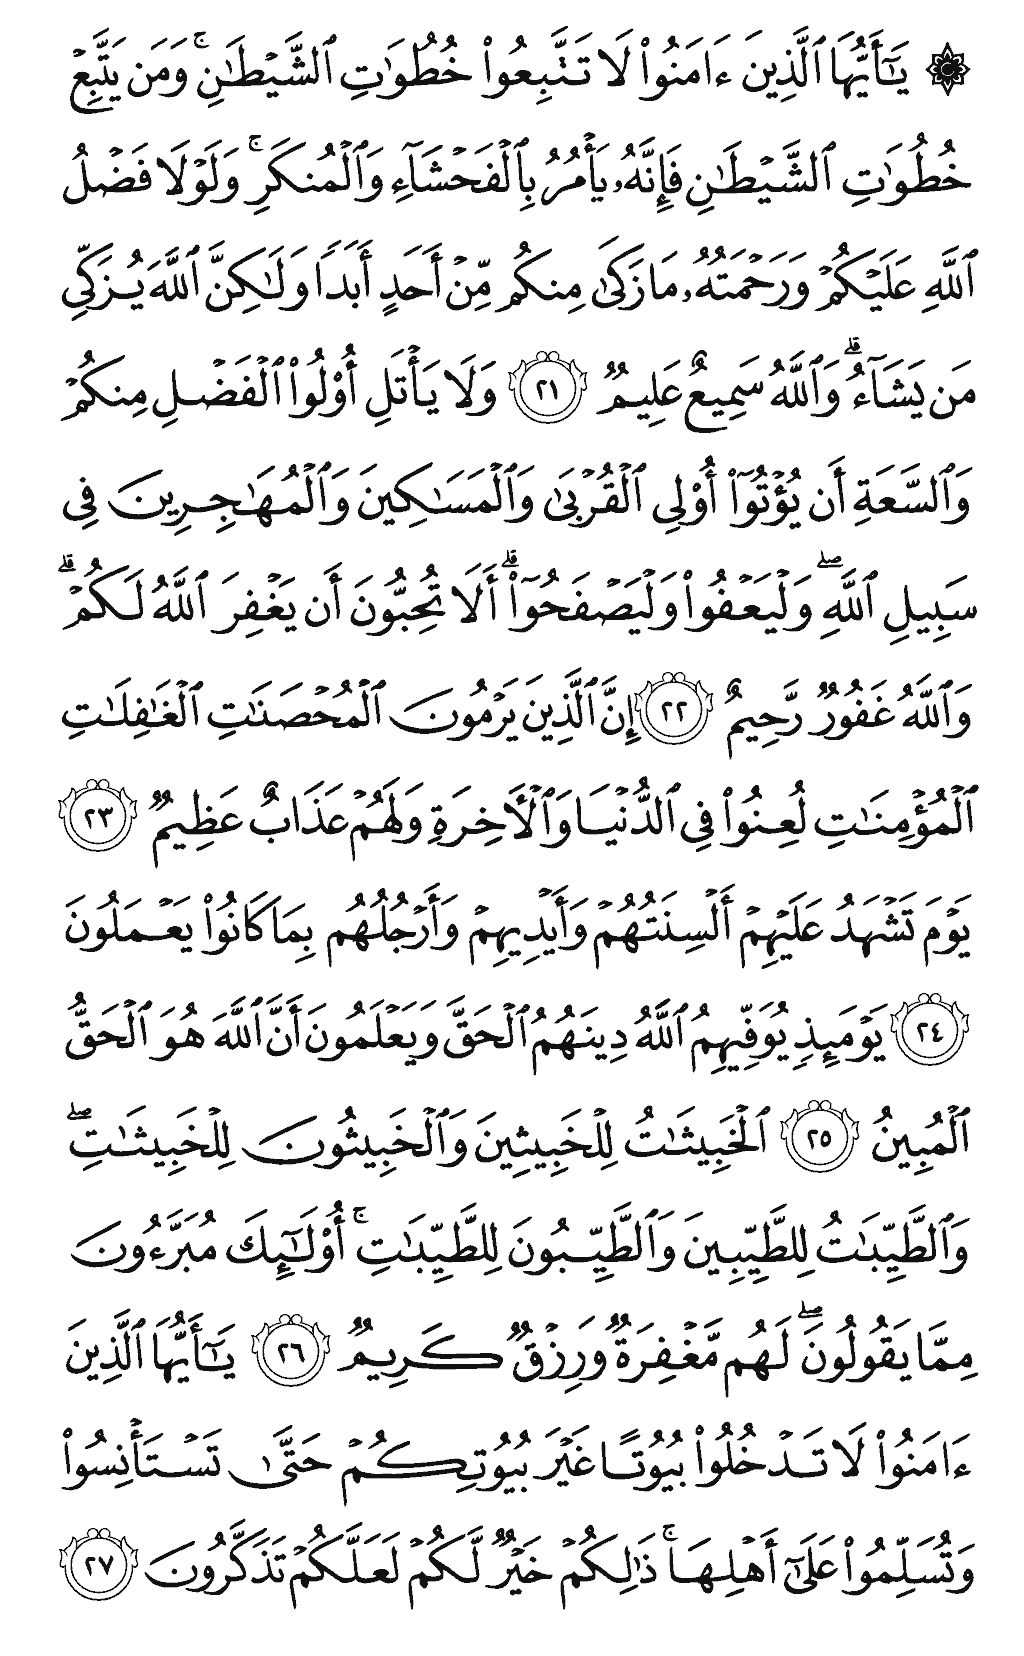 ۞ يَـٰٓأَيُّهَا ٱلَّذِينَ ءَامَنُوا۟ لَا تَتَّبِعُوا۟ خُطُوَٰتِ ٱلشَّيْطَـٰنِ ۚ وَمَن يَتَّبِعْ
خُطُوَٰتِ ٱلشَّيْطَـٰنِ فَإِنَّهُۥ يَأْمُرُ بِٱلْفَحْشَآءِ وَٱلْمُنكَرِ ۚ وَلَوْلَا فَضْلُ
ٱللَّهِ عَلَيْكُمْ وَرَحْمَتُهُۥ مَا زَكَىٰ مِنكُم مِّنْ أَحَدٍ أَبَدًا وَلَـٰكِنَّ ٱللَّهَ يُزَكِّى
مَن يَشَآءُ ۗ وَٱللَّهُ سَمِيعٌ عَلِيمٌ ٢١ وَلَا يَأْتَلِ أُو۟لُوا۟ ٱلْفَضْلِ مِنكُمْ
وَٱلسَّعَةِ أَن يُؤْتُوٓا۟ أُو۟لِى ٱلْقُرْبَىٰ وَٱلْمَسَـٰكِينَ وَٱلْمُهَـٰجِرِينَ فِى
سَبِيلِ ٱللَّهِ ۖ وَلْيَعْفُوا۟ وَلْيَصْفَحُوٓا۟ ۗ أَلَا تُحِبُّونَ أَن يَغْفِرَ ٱللَّهُ لَكُمْ ۗ
وَٱللَّهُ غَفُورٌ رَّحِيمٌ ٢٢ إِنَّ ٱلَّذِينَ يَرْمُونَ ٱلْمُحْصَنَـٰتِ ٱلْغَـٰفِلَـٰتِ
ٱلْمُؤْمِنَـٰتِ لُعِنُوا۟ فِى ٱلدُّنْيَا وَٱلْـَٔاخِرَةِ وَلَهُمْ عَذَابٌ عَظِيمٌ ٢٣
يَوْمَ تَشْهَدُ عَلَيْهِمْ أَلْسِنَتُهُمْ وَأَيْدِيهِمْ وَأَرْجُلُهُم بِمَا كَانُوا۟ يَعْمَلُونَ
٢٤ يَوْمَئِذٍ يُوَفِّيهِمُ ٱللَّهُ دِينَهُمُ ٱلْحَقَّ وَيَعْلَمُونَ أَنَّ ٱللَّهَ هُوَ ٱلْحَقُّ
ٱلْمُبِينُ ٢٥ ٱلْخَبِيثَـٰتُ لِلْخَبِيثِينَ وَٱلْخَبِيثُونَ لِلْخَبِيثَـٰتِ ۖ
وَٱلطَّيِّبَـٰتُ لِلطَّيِّبِينَ وَٱلطَّيِّبُونَ لِلطَّيِّبَـٰتِ ۚ أُو۟لَـٰٓئِكَ مُبَرَّءُونَ
مِمَّا يَقُولُونَ ۖ لَهُم مَّغْفِرَةٌ وَرِزْقٌ كَرِيمٌ ٢٦ يَـٰٓأَيُّهَا ٱلَّذِينَ
ءَامَنُوا۟ لَا تَدْخُلُوا۟ بُيُوتًا غَيْرَ بُيُوتِكُمْ حَتَّىٰ تَسْتَأْنِسُوا۟
وَتُسَلِّمُوا۟ عَلَىٰٓ أَهْلِهَا ۚ ذَٰلِكُمْ خَيْرٌ لَّكُمْ لَعَلَّكُمْ تَذَكَّرُونَ ٢٧